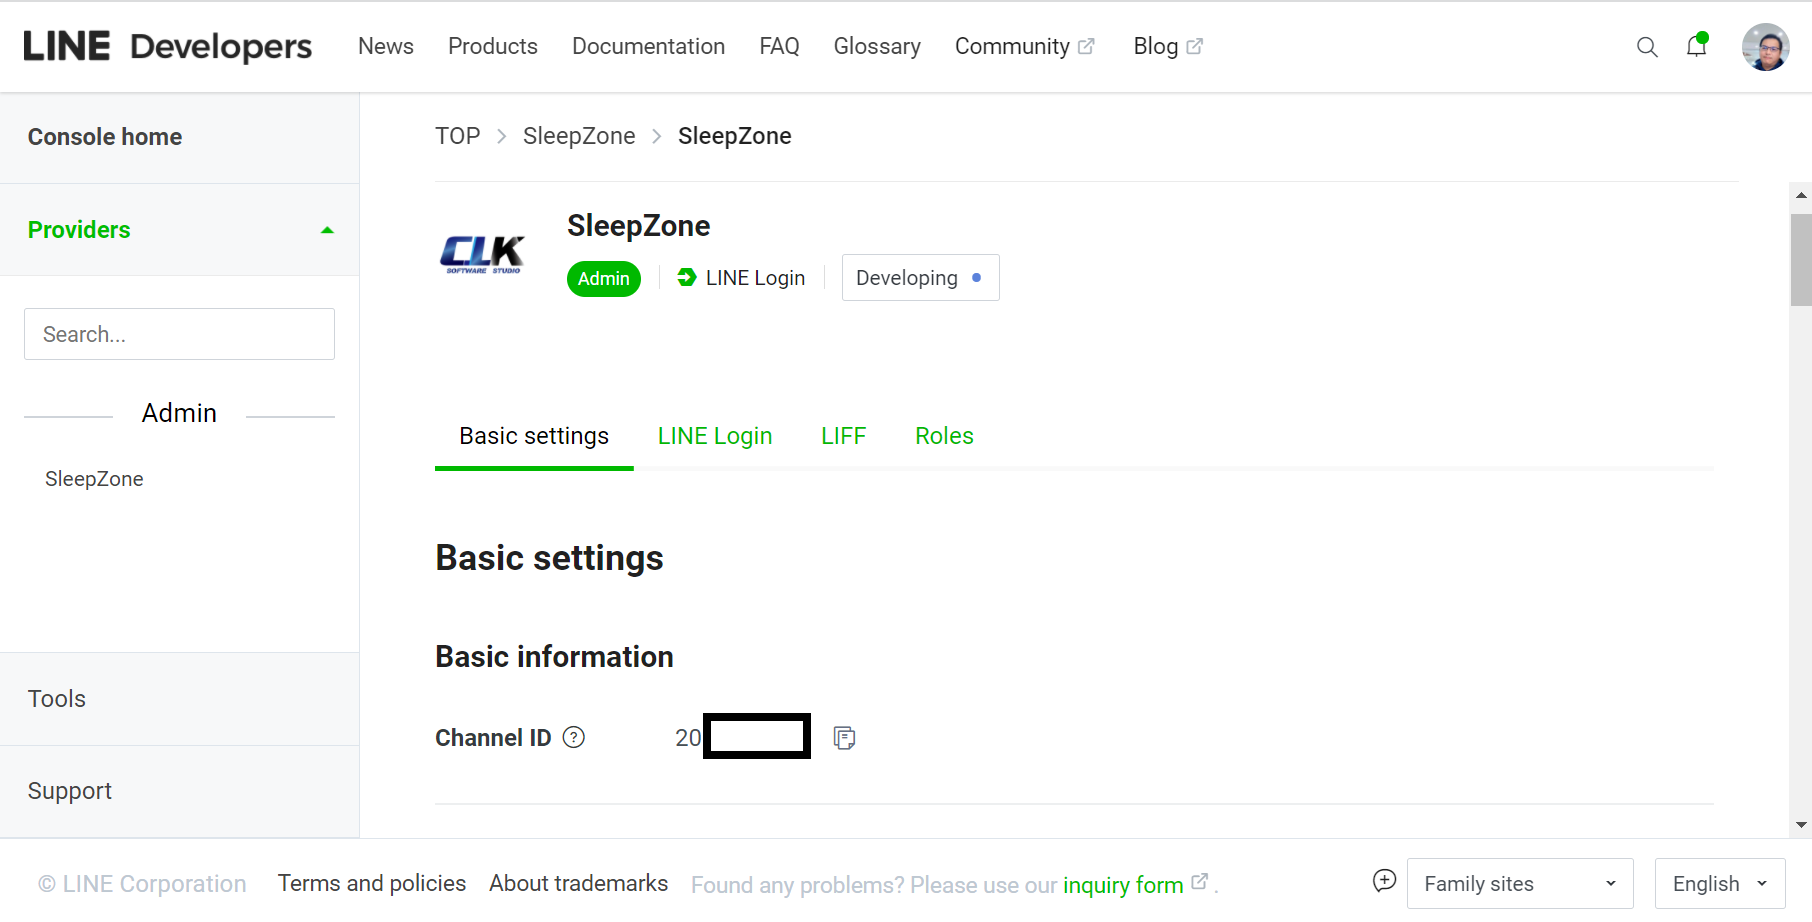 LINE Developers News Products Documentation FAQ Glossary Community Blog
Console home
Providers
Search...
Admin
SleepZone
Tools
Support
TOP > SleepZone > SleepZone
CLK
SOFTWARE STUDIO
SleepZone
Admin LINE Login Developing
Basic settings LINE Login LIFF Roles
Basic settings
Basic information
Channel ID ? 20
© LINE Corporation Terms and policies About trademarks Found any problems? Please use our inquiry form . Family sites English